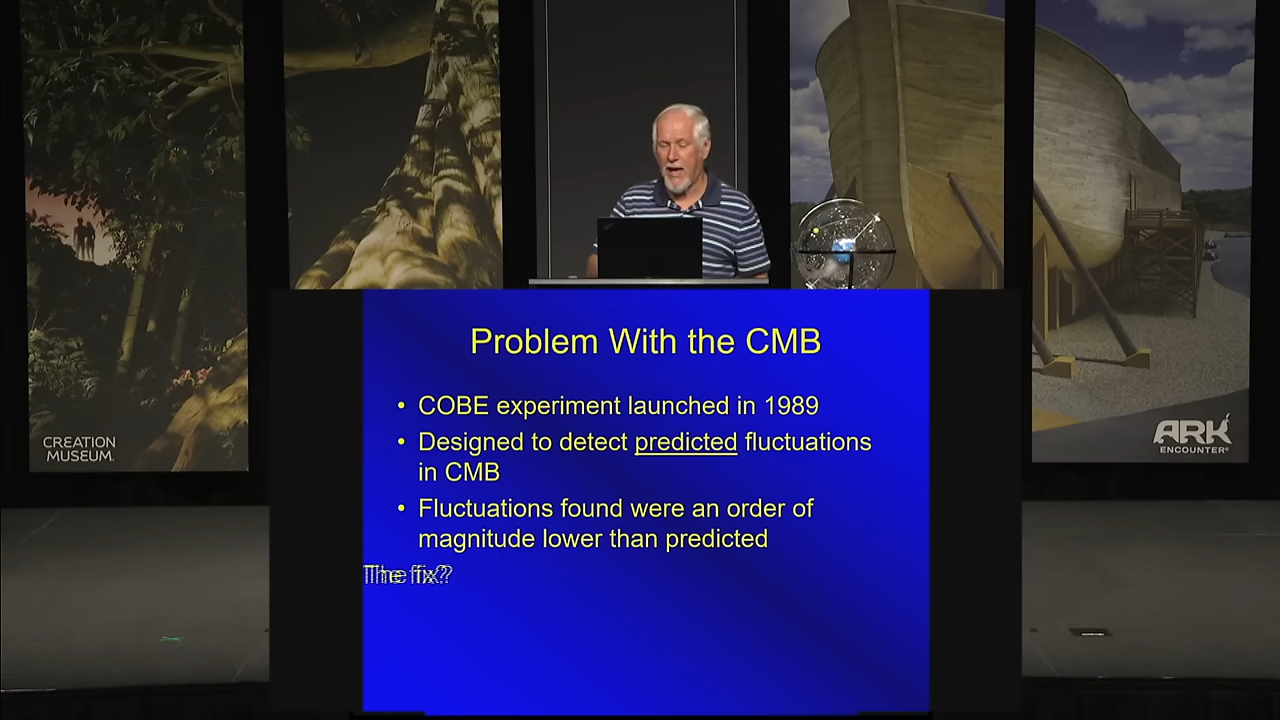 CREATION
MUSEUM.
ARK
ENCOUNTER
Problem With the CMB
• COBE experiment launched in 1989
• Designed to detect predicted fluctuations
in CMB
• Fluctuations found were an order of
magnitude lower than predicted
The fix?